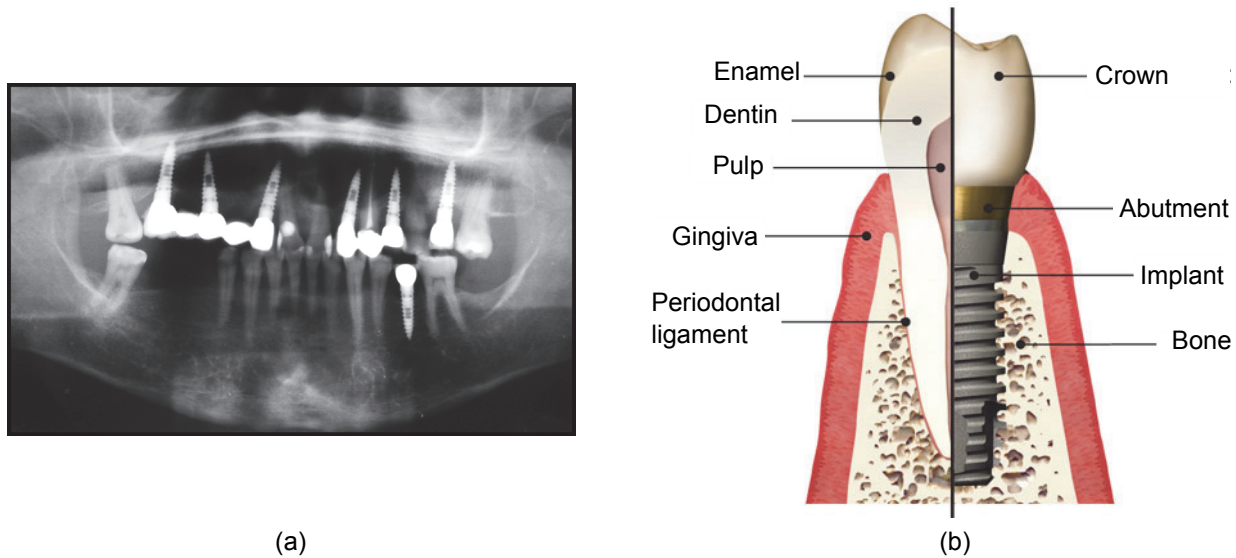 Enamel
Crown
Dentin
Pulp
Abutment
Gingiva
Implant
Periodontal
ligament
Bone
(a)
(b)